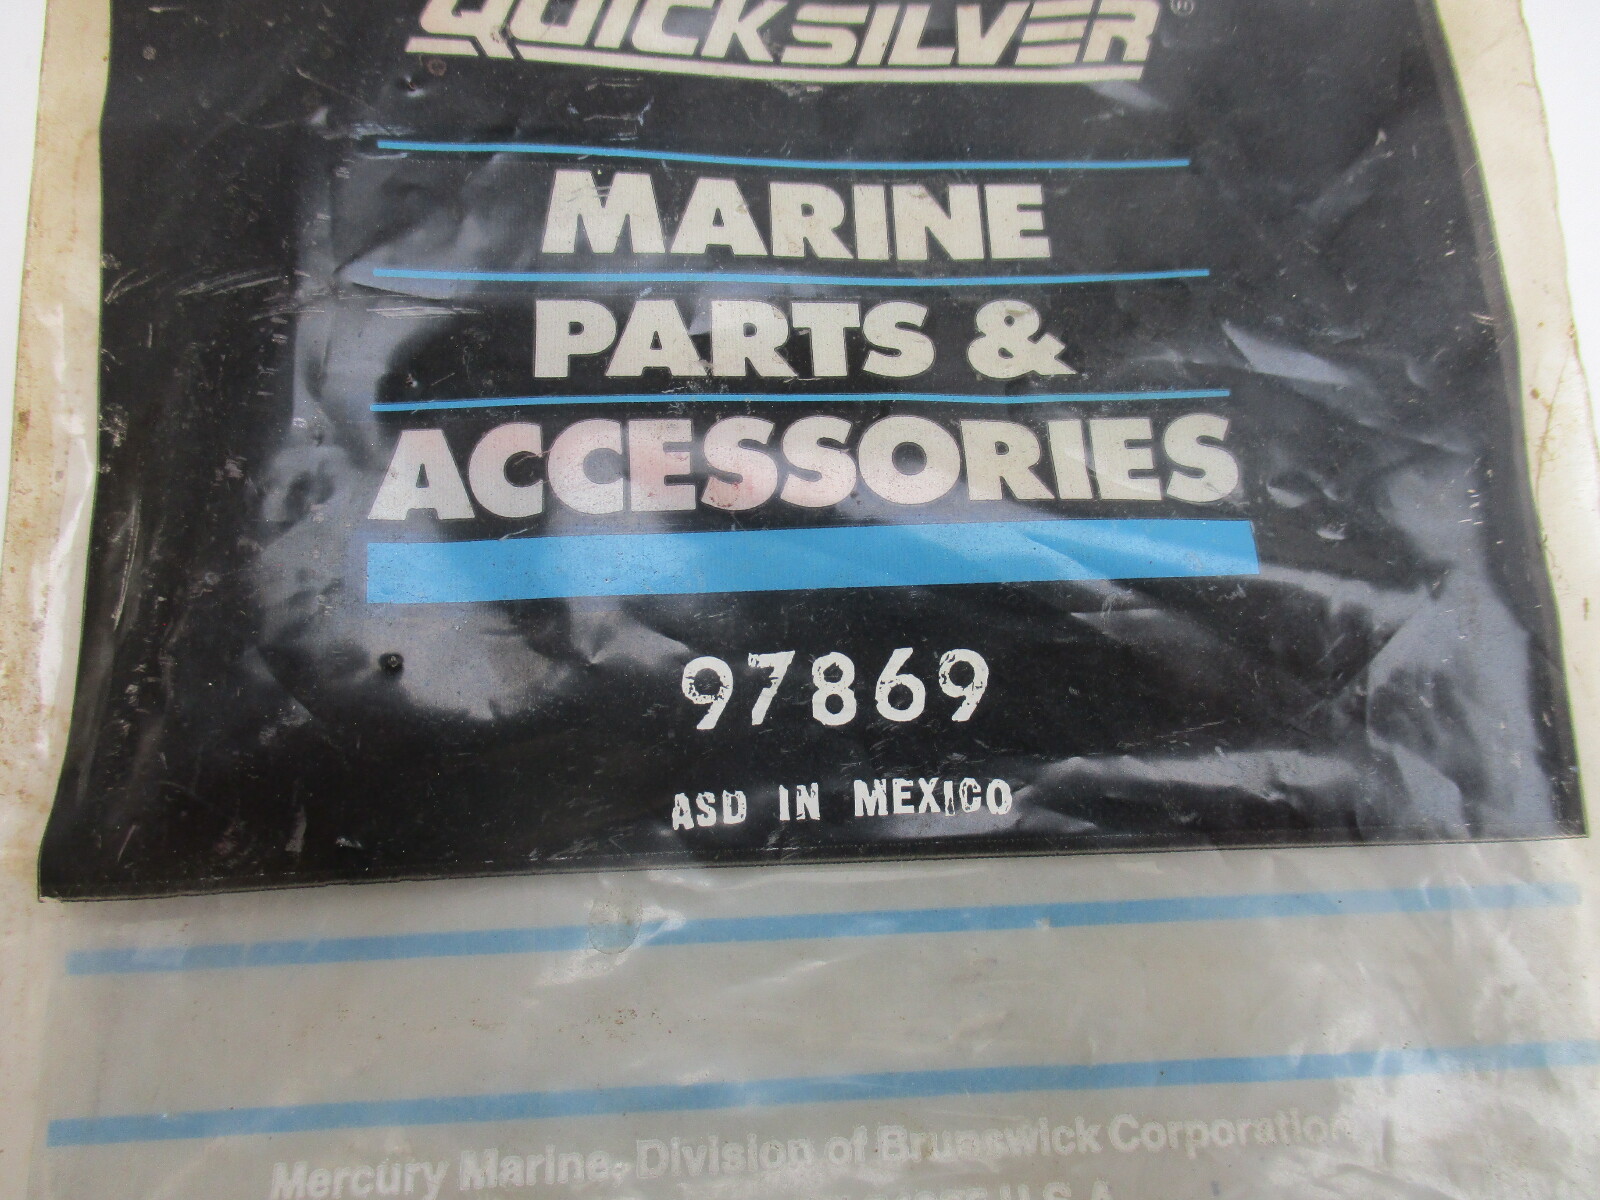 QUICKSILVER®
MARINE
PARTS &
ACCESSORIES
97869
ASD IN MEXICO
Mercury Marine, Division of Brunswick Corporation
U.S.A.